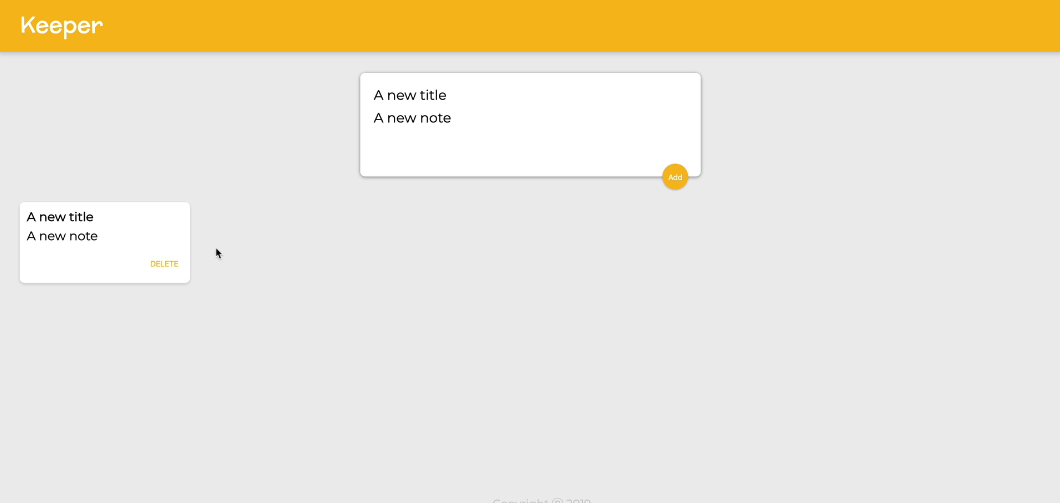 Keeper
A new title
A new note
Add
A new title
A new note
DELETE
Copyright ⓒ 2019